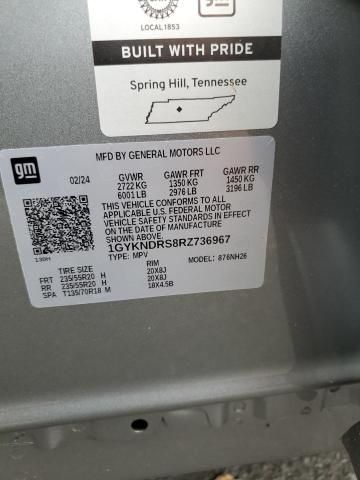 gm
LOCAL 1853
BUILT WITH PRIDE
Spring Hill, Tennessee
gm
MFD BY GENERAL MOTORS LLC
02/24 GVWR GAWR FRT GAWR RR
2722 KG 1350 KG 1450 KG
6001 LB 2976 LB 3196 LB
THIS VEHICLE CONFORMS TO ALL
APPLICABLE U.S. FEDERAL MOTOR
VEHICLE SAFETY STANDARDS IN EFFECT
ON THE DATE OF MANUFACTURE SHOWN ABOVE.
1GYKNDRS8RZ736967
TYPE: MPV MODEL: 876NH26
TIRE SIZE RIM
FRT 235/55R20 H 20X8J
RR 235/55R20 H 20X8J
SPA T135/70R18 M 18X4.5B